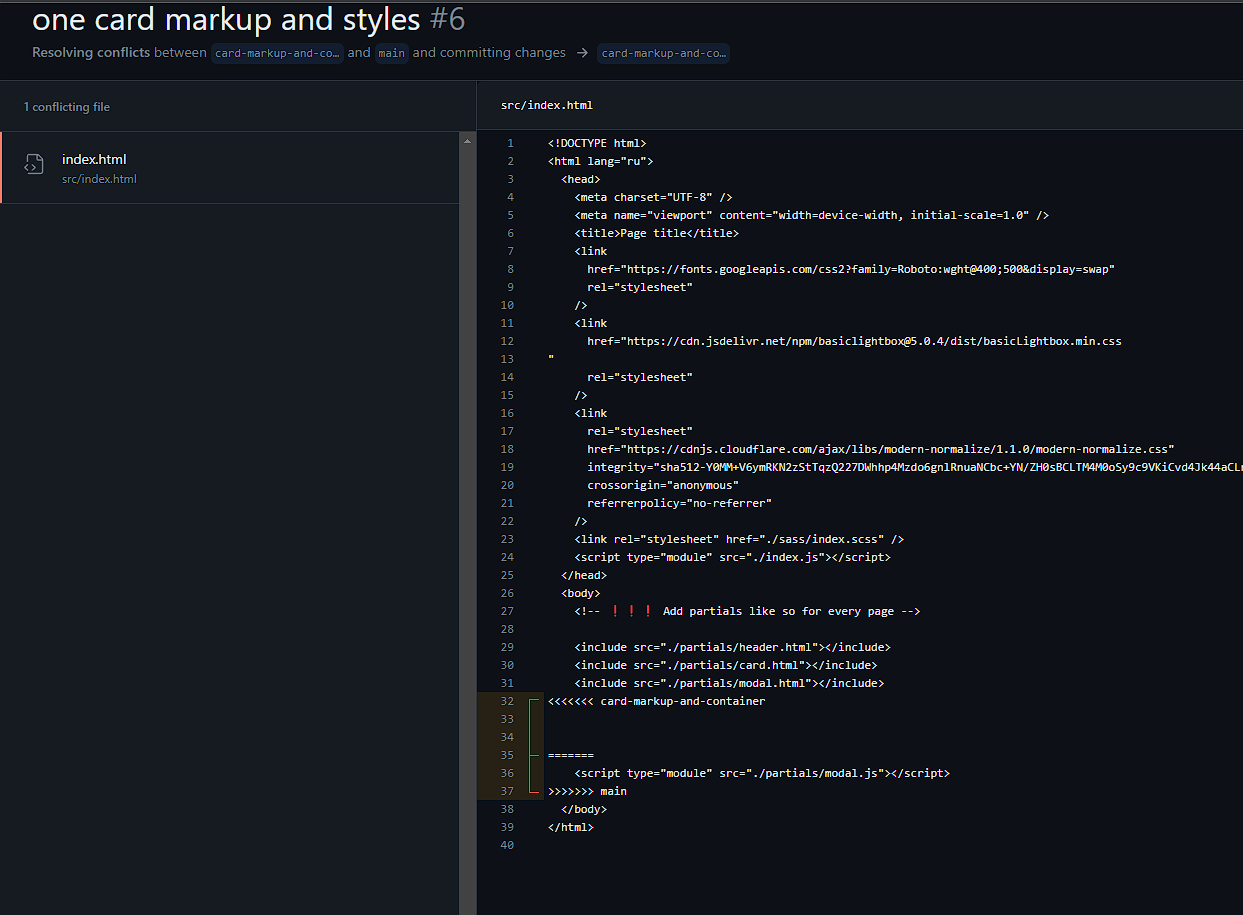 one card markup and styles #6
Resolving conflicts between card-markup-and-co… and main and committing changes → card-markup-and-co…
1 conflicting file
index.html
src/index.html
src/index.html
1 <!DOCTYPE html>
2 <html lang="ru">
3 <head>
4 <meta charset="UTF-8" />
5 <meta name="viewport" content="width=device-width, initial-scale=1.0" />
6 <title>Page title</title>
7 <link
8 href="https://fonts.googleapis.com/css2?family=Roboto:wght@400;500&display=swap"
9 rel="stylesheet"
10 />
11 <link
12 href="https://cdn.jsdelivr.net/npm/basiclightbox@5.0.4/dist/basicLightbox.min.css
13 "
14 rel="stylesheet"
15 />
16 <link
17 rel="stylesheet"
18 href="https://cdnjs.cloudflare.com/ajax/libs/modern-normalize/1.1.0/modern-normalize.css"
19 integrity="sha512-Y0MM+V6ymRKN2zStTqzQ227DWhhp4Mzdo6gnlRnuaNCbc+YN/ZH0sBCLTM4M0oSy9c9VKiCvd4Jk44aCL
20 crossorigin="anonymous"
21 referrerpolicy="no-referrer"
22 />
23 <link rel="stylesheet" href="./sass/index.scss" />
24 <script type="module" src="./index.js"></script>
25 </head>
26 <body>
27 <!-- ❗❗❗ Add partials like so for every page -->
28
29 <include src="./partials/header.html"></include>
30 <include src="./partials/card.html"></include>
31 <include src="./partials/modal.html"></include>
32 <<<<<<< card-markup-and-container
33
34
35 =======
36 <script type="module" src="./partials/modal.js"></script>
37 >>>>>>> main
38 </body>
39 </html>
40